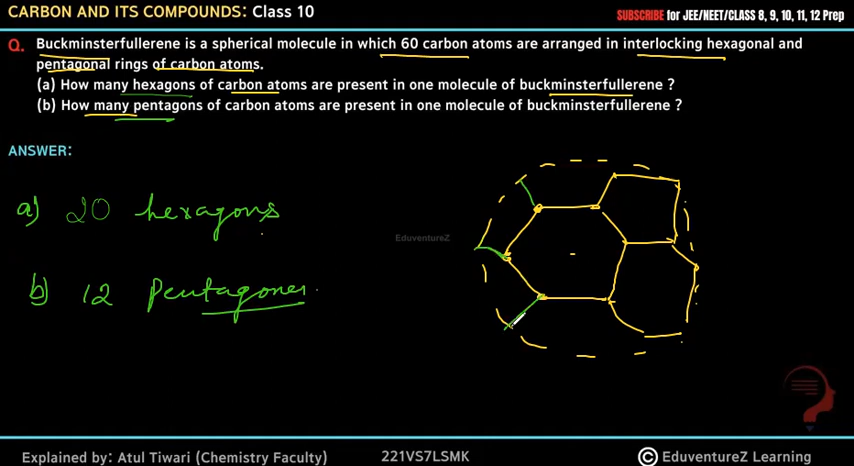 CARBON AND ITS COMPOUNDS: Class 10
SUBSCRIBE for JEE/NEET/CLASS 8, 9, 10, 11, 12 Prep
Q. Buckminsterfullerene is a spherical molecule in which 60 carbon atoms are arranged in interlocking hexagonal and
pentagonal rings of carbon atoms.
(a) How many hexagons of carbon atoms are present in one molecule of buckminsterfullerene ?
(b) How many pentagons of carbon atoms are present in one molecule of buckminsterfullerene ?
ANSWER:
a) 20 hexagons
EduventureZ
b) 12 Pentagones
Explained by: Atul Tiwari (Chemistry Faculty)
221VS7LSMK
© EduventureZ Learning